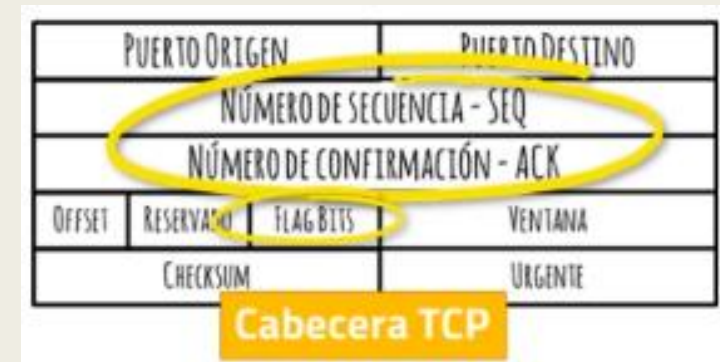 PUERTO ORIGEN PUERTO DESTINO
NÚMERO DE SECUENCIA - SEQ
NÚMERO DE CONFIRMACIÓN - ACK
OFFSET RESERVADO FLAG BITS VENTANA
CHECKSUM URGENTE
Cabecera TCP